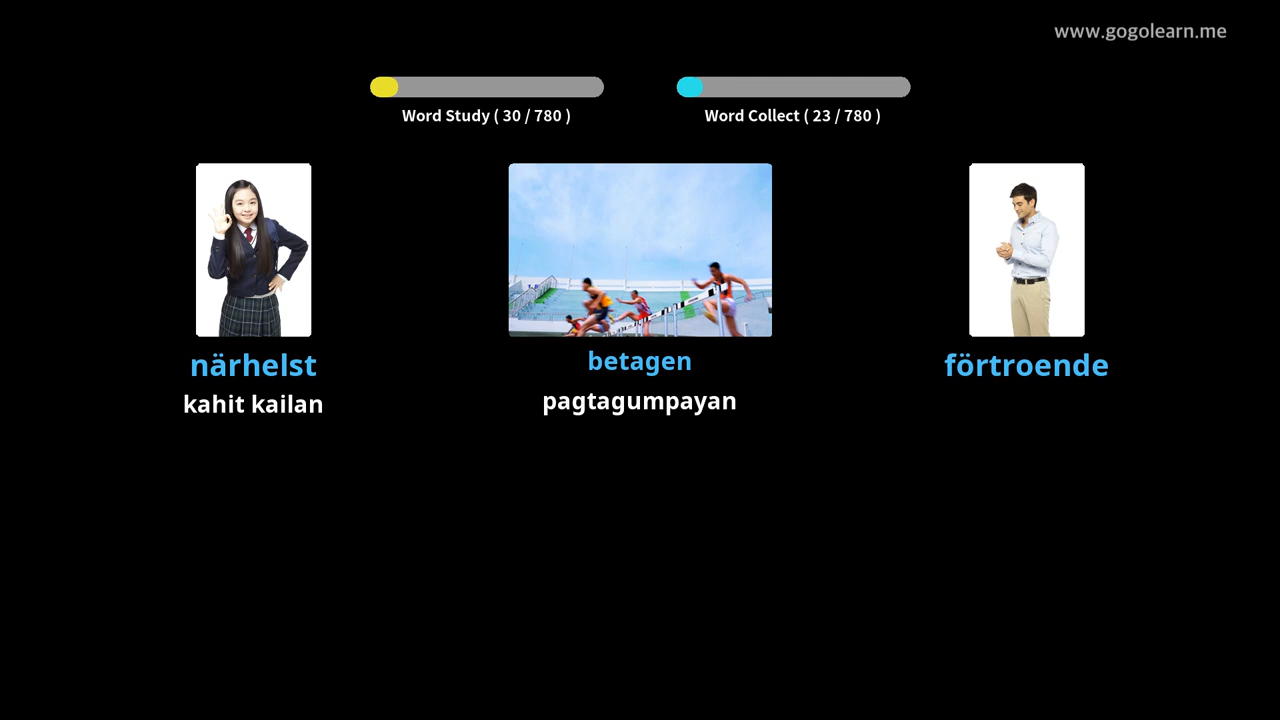 www.gogolearn.me
Word Study ( 30 / 780 )
Word Collect ( 23 / 780 )
närhelst
kahit kailan
betagen
pagtagumpayan
förtroende